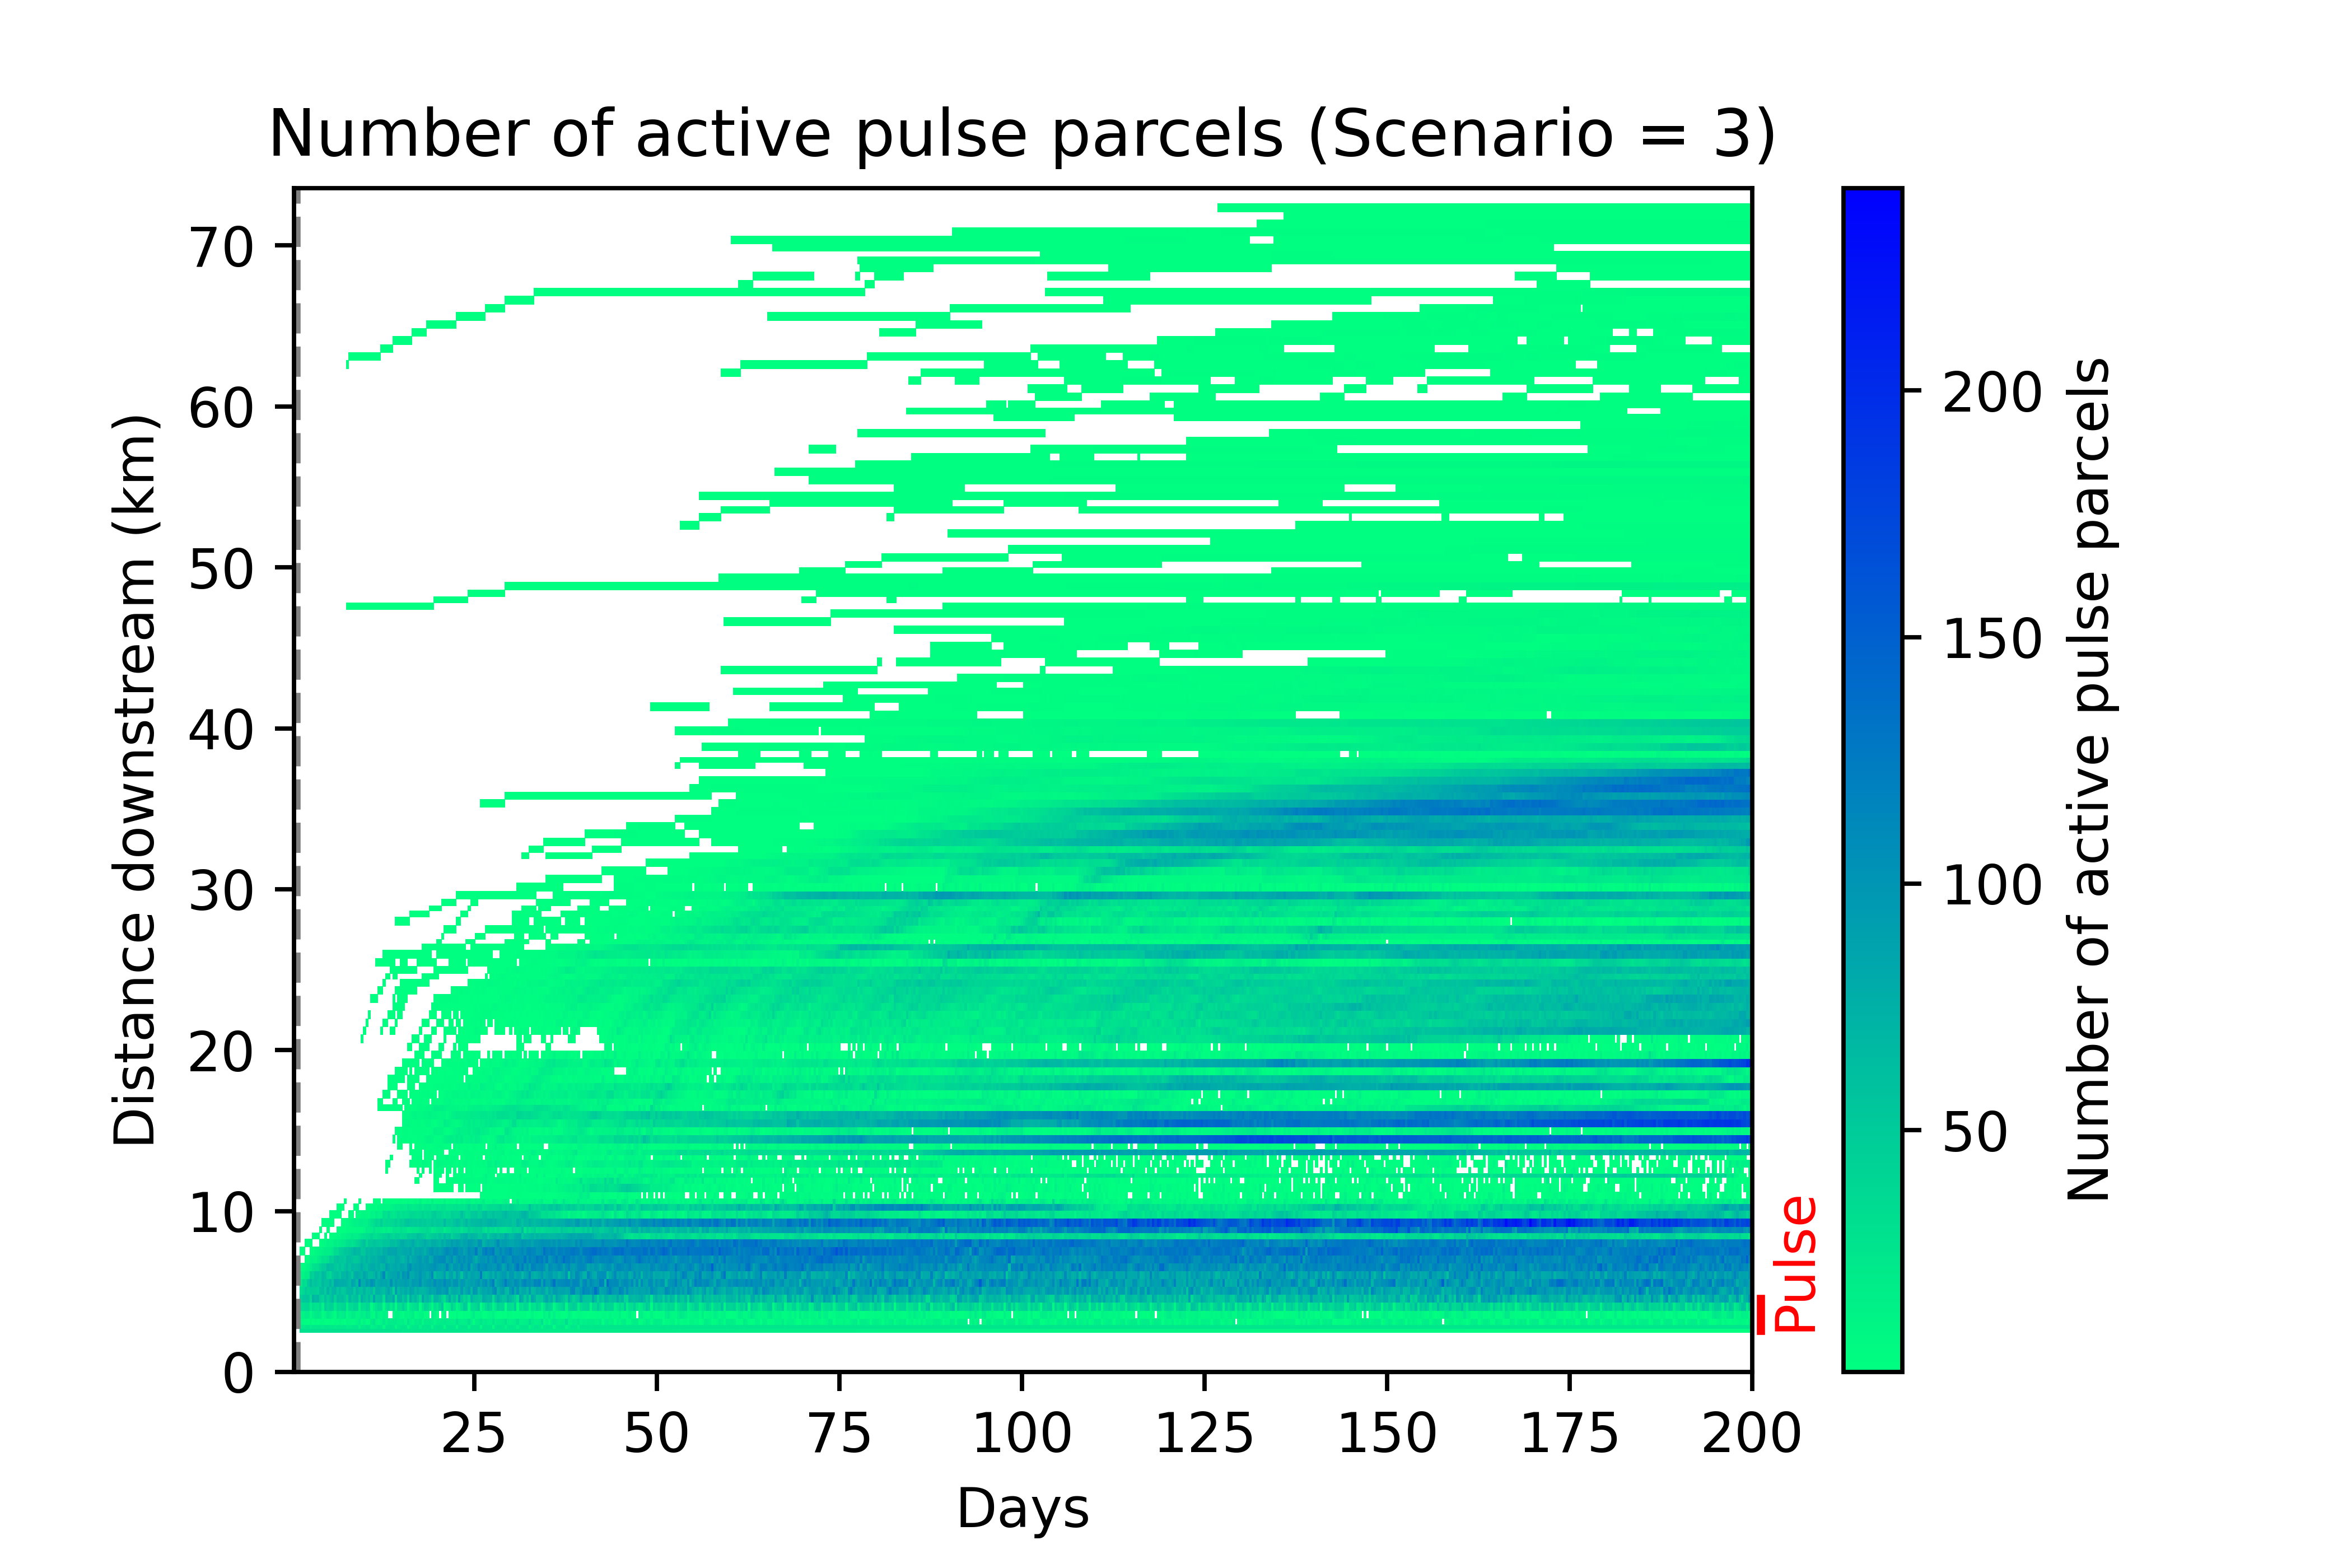 Number of active pulse parcels (Scenario = 3)
Distance downstream (km)
70
60
50
40
30
20
10
0
25 50 75 100 125 150 175 200
Days
Pulse
200
150
100
50
Number of active pulse parcels